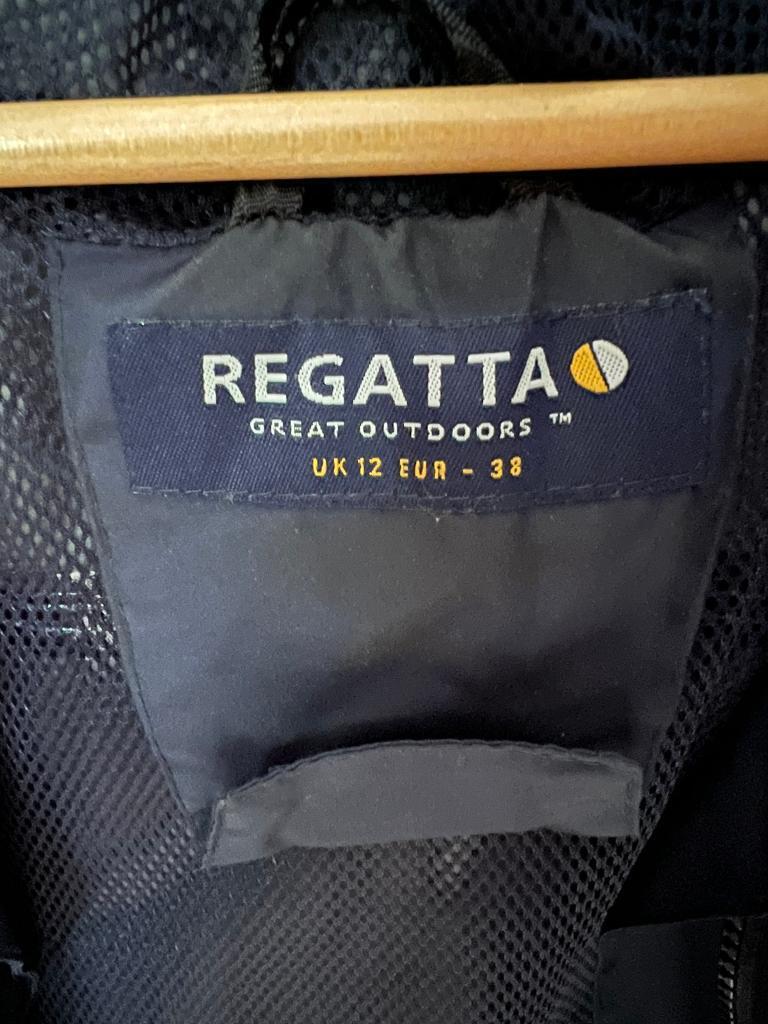 REGATTA
GREAT OUTDOORS ™
UK 12 EUR - 38